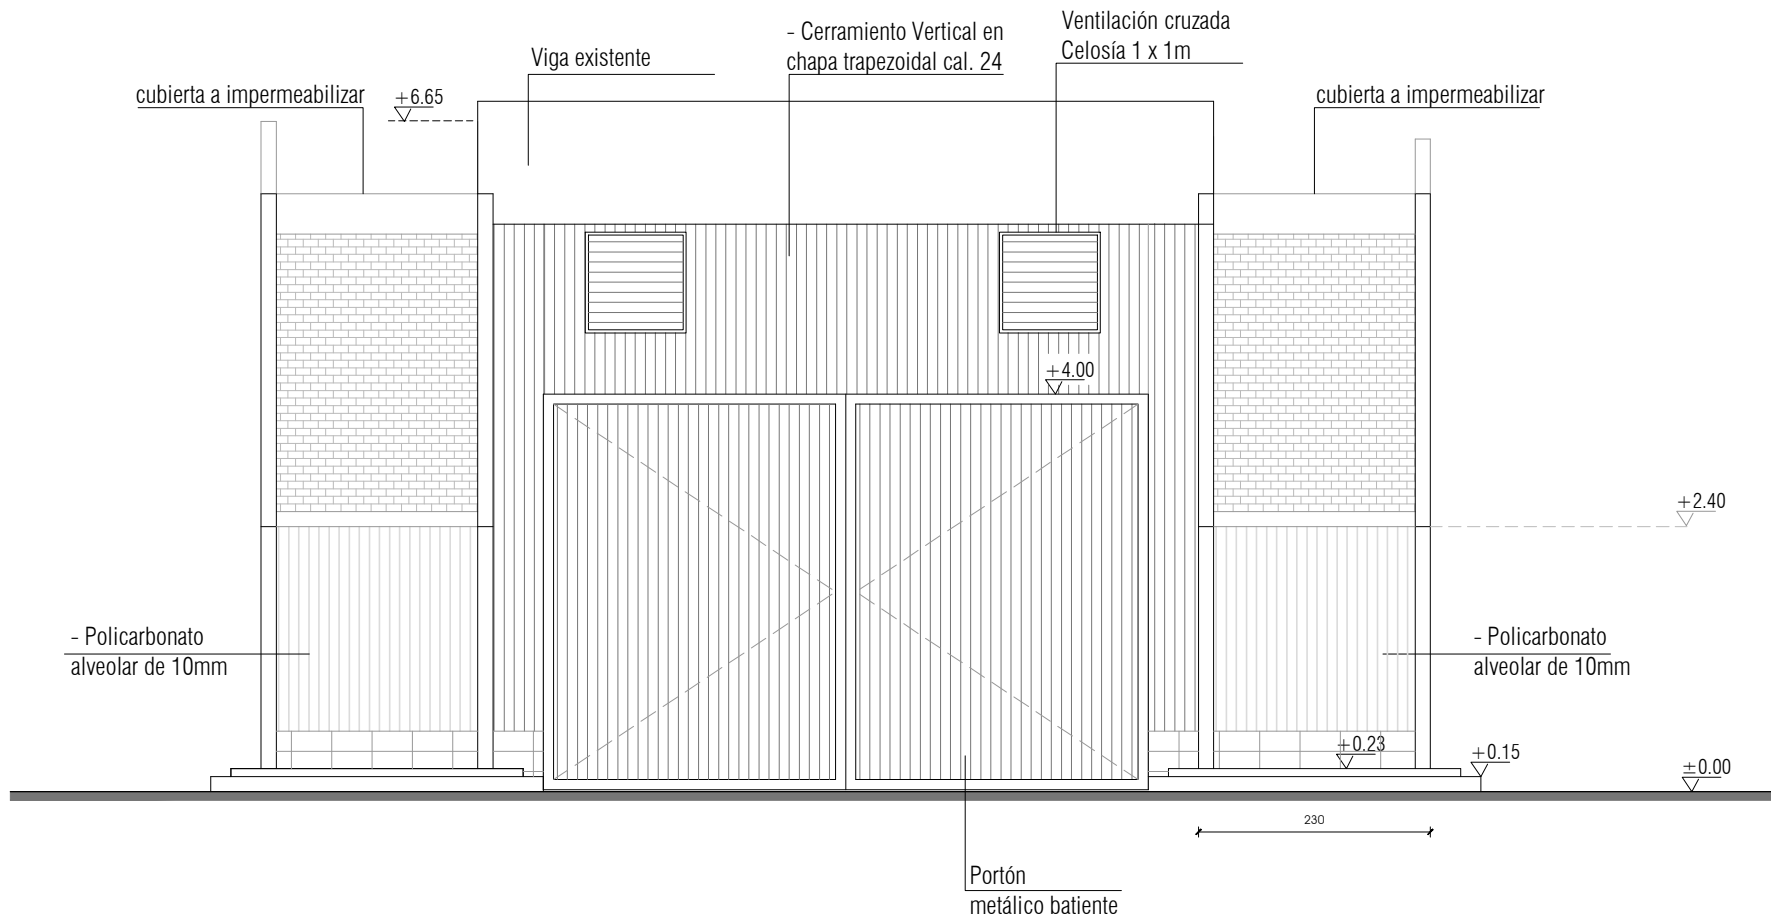 Ventilación cruzada
Celosía 1 x 1m
- Cerramiento Vertical en
chapa trapezoidal cal. 24
Viga existente
cubierta a impermeabilizar
+6.65
cubierta a impermeabilizar
+4.00
+2.40
- Policarbonato
alveolar de 10mm
- Policarbonato
alveolar de 10mm
+0.23
+0.15
±0.00
230
Portón
metálico batiente